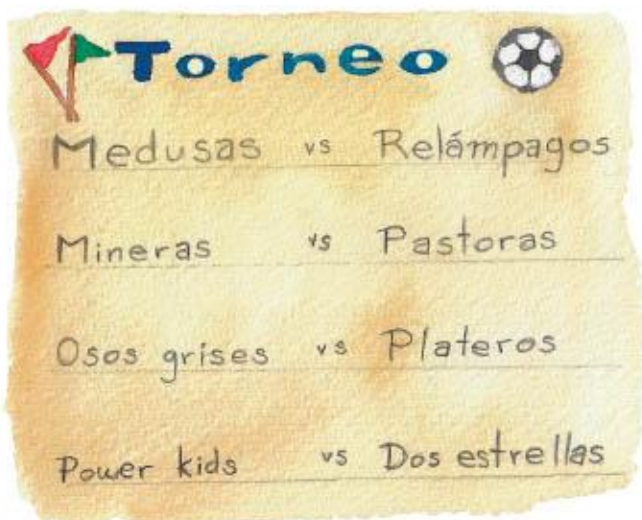 Torneo
Medusas vs Relámpagos
Mineras vs Pastoras
Osos grises vs Plateros
Power kids vs Dos estrellas